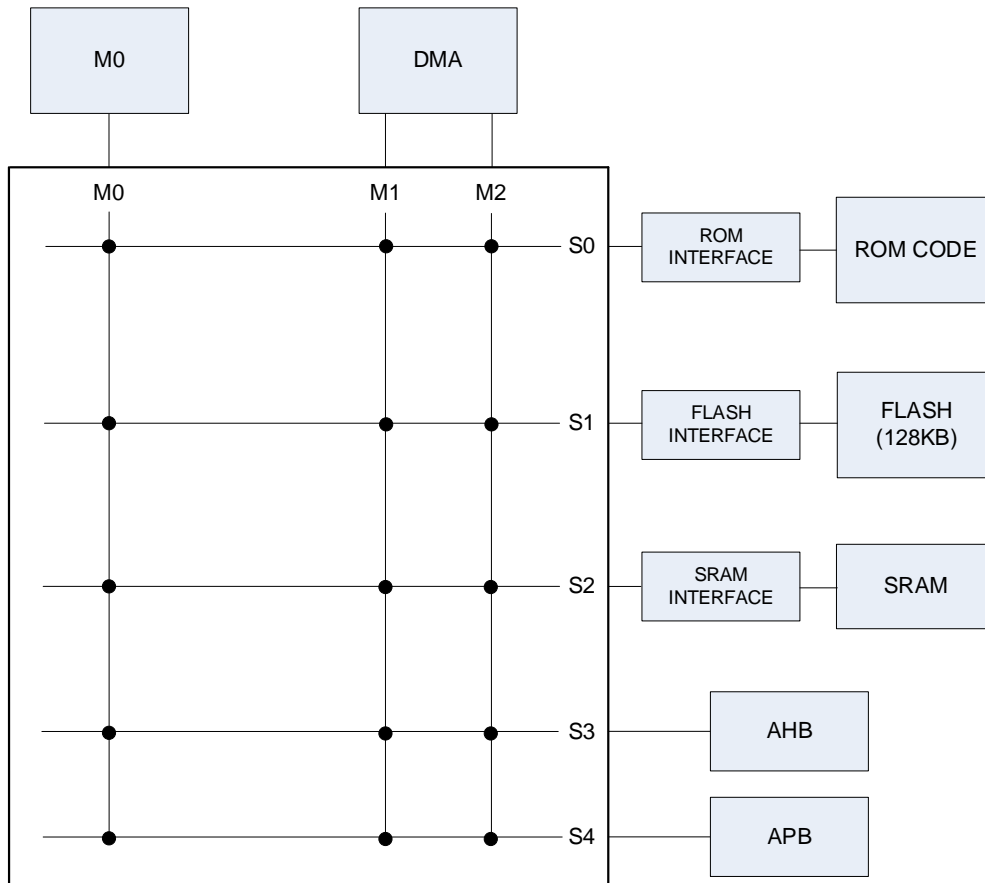 M0
DMA
M0
M1
M2
S0
ROM
INTERFACE
ROM CODE
S1
FLASH
INTERFACE
FLASH
(128KB)
S2
SRAM
INTERFACE
SRAM
S3
AHB
S4
APB